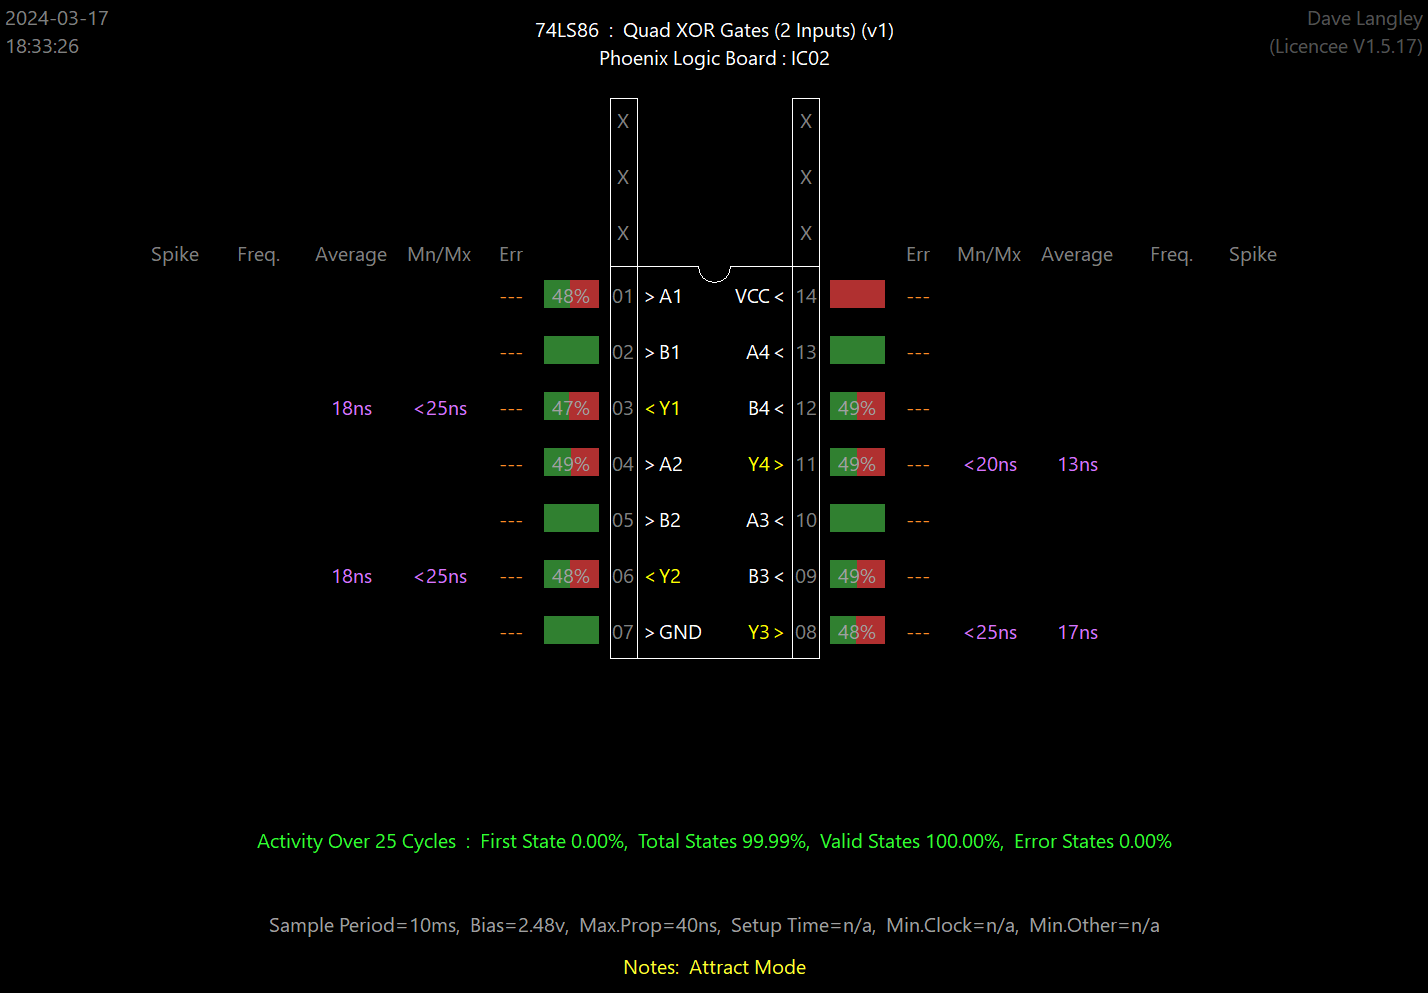 2024-03-17
18:33:26
74LS86 : Quad XOR Gates (2 Inputs) (v1)
Phoenix Logic Board : IC02
Dave Langley
(Licencee V1.5.17)
X X
X X
X X
Spike Freq. Average Mn/Mx Err Err Mn/Mx Average Freq. Spike
--- 48% 01 > A1 VCC < 14 ---
--- 02 > B1 A4 < 13 ---
18ns <25ns --- 47% 03 < Y1 B4 < 12 49% ---
--- 49% 04 > A2 Y4 > 11 49% --- <20ns 13ns
--- 05 > B2 A3 < 10 ---
18ns <25ns --- 48% 06 < Y2 B3 < 09 49% ---
--- 07 > GND Y3 > 08 48% --- <25ns 17ns
Activity Over 25 Cycles : First State 0.00%, Total States 99.99%, Valid States 100.00%, Error States 0.00%
Sample Period=10ms, Bias=2.48v, Max.Prop=40ns, Setup Time=n/a, Min.Clock=n/a, Min.Other=n/a
Notes: Attract Mode